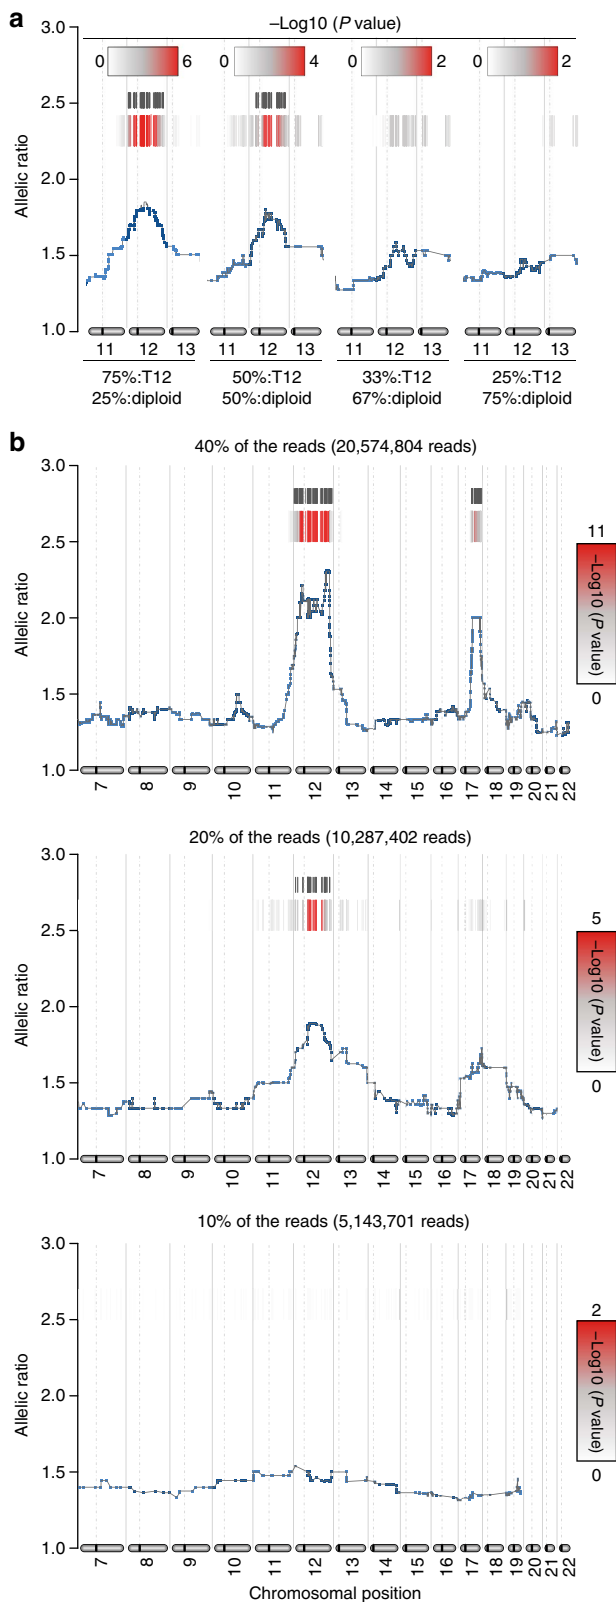 a
–Log10 (P value)
0 6 0 4 0 2 0 2
3.0
2.5
2.0
1.5
1.0
Allelic ratio
11 12 13 11 12 13 11 12 13 11 12 13
75%:T12 50%:T12 33%:T12 25%:T12
25%:diploid 50%:diploid 67%:diploid 75%:diploid
b
40% of the reads (20,574,804 reads)
3.0
2.5
2.0
1.5
1.0
Allelic ratio
11
–Log10 (P value)
0
7 8 9 10 11 12 13 14 15 16 17 18 19 20 21 22
20% of the reads (10,287,402 reads)
3.0
2.5
2.0
1.5
1.0
Allelic ratio
5
–Log10 (P value)
0
7 8 9 10 11 12 13 14 15 16 17 18 19 20 21 22
10% of the reads (5,143,701 reads)
3.0
2.5
2.0
1.5
1.0
Allelic ratio
2
–Log10 (P value)
0
7 8 9 10 11 12 13 14 15 16 17 18 19 20 21 22
Chromosomal position